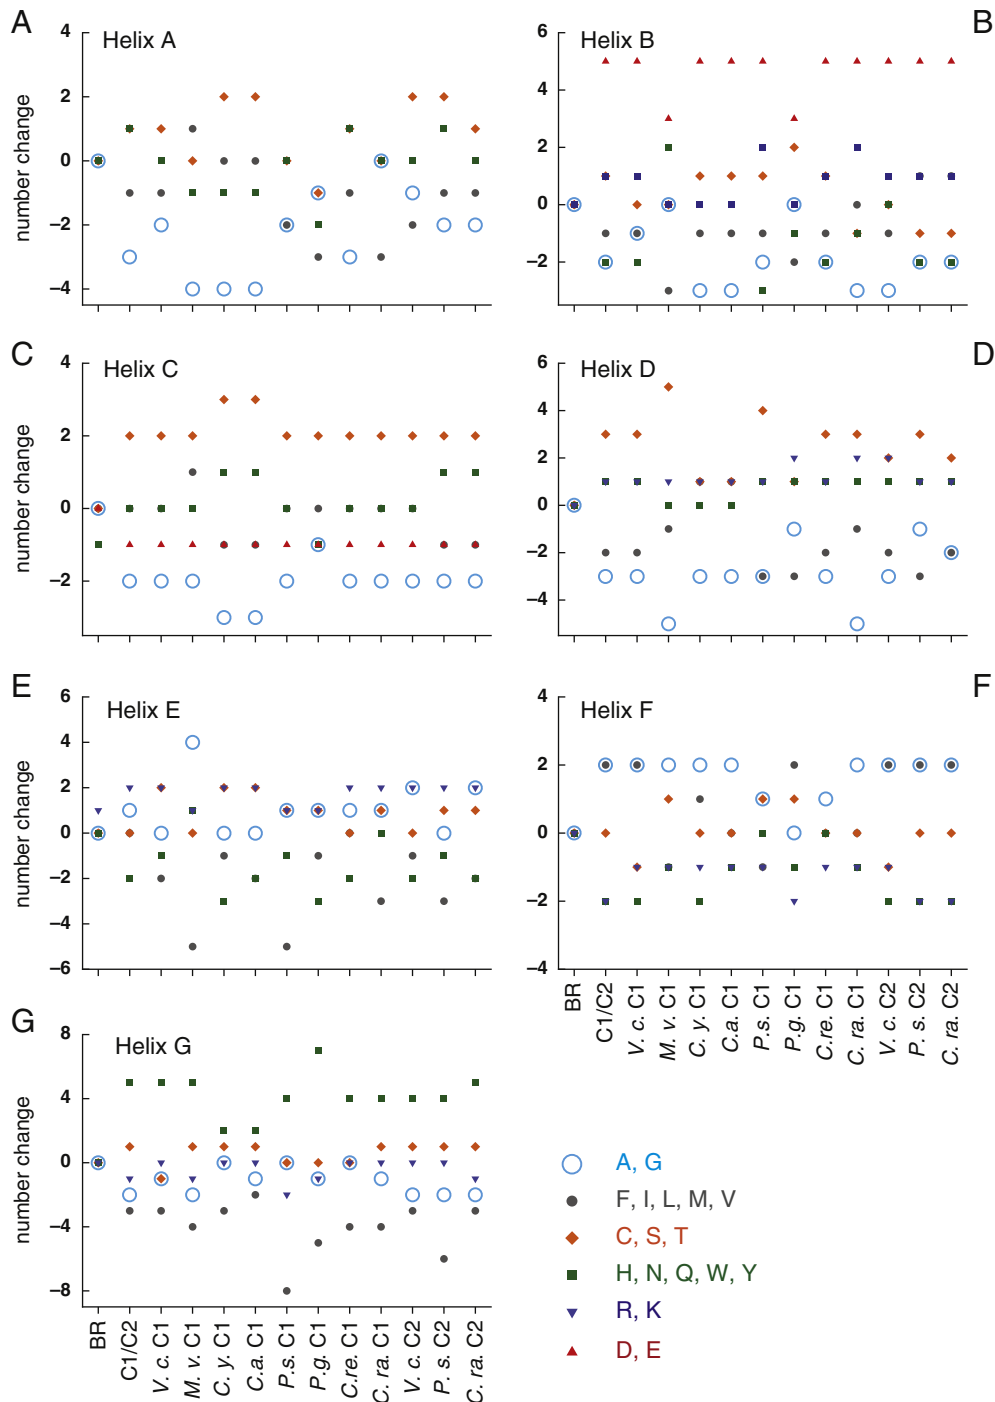 A
Helix A
number change
4
2
0
−2
−4
B
Helix B
6
4
2
0
−2
C
Helix C
number change
4
2
0
−2
D
Helix D
6
4
2
0
−2
−4
E
Helix E
number change
6
4
2
0
−2
−4
−6
F
Helix F
4
2
0
−2
−4
BR
C1/C2
V. c. C1
M. v. C1
C. y. C1
C.a. C1
P.s. C1
P.g. C1
C.re. C1
C. ra. C1
V. c. C2
P. s. C2
C. ra. C2
G
Helix G
number change
8
4
0
−4
−8
BR
C1/C2
V. c. C1
M. v. C1
C. y. C1
C.a. C1
P.s. C1
P.g. C1
C.re. C1
C. ra. C1
V. c. C2
P. s. C2
C. ra. C2
A, G
F, I, L, M, V
C, S, T
H, N, Q, W, Y
R, K
D, E